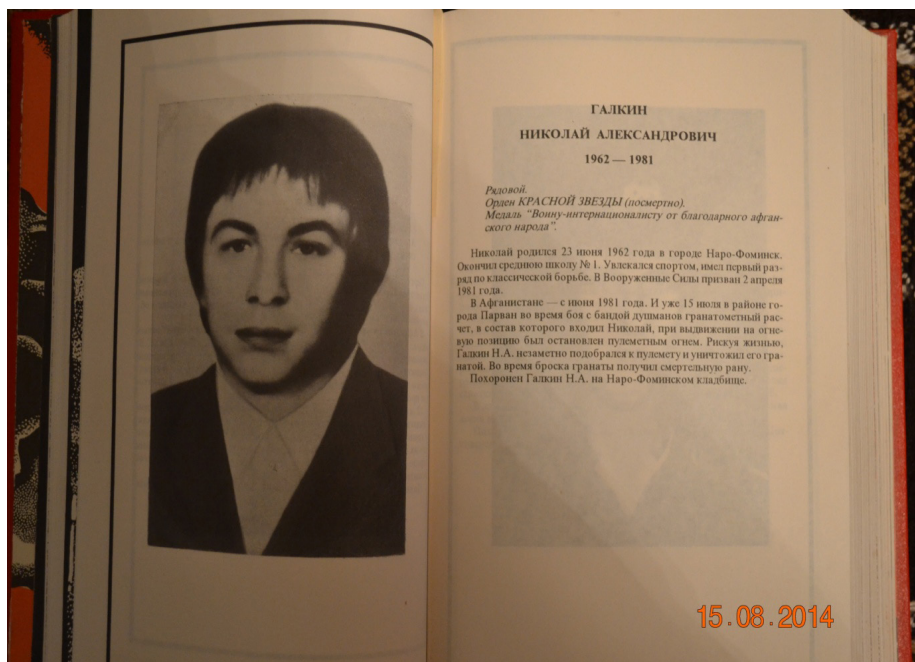 ГАЛКИН
НИКОЛАЙ АЛЕКСАНДРОВИЧ
1962 — 1981
Рядовой.
Орден КРАСНОЙ ЗВЕЗДЫ (посмертно).
Медаль "Воину-интернационалисту от благодарного афган-
ского народа".
Николай родился 23 июня 1962 года в городе Наро-Фоминск.
Окончил среднюю школу № 1. Увлекался спортом, имел первый раз-
ряд по классической борьбе. В Вооруженные Силы призван 2 апреля
1981 года.
В Афганистане — с июня 1981 года. И уже 15 июля в районе го-
рода Парван во время боя с бандой душманов гранатометный рас-
чет, в состав которого входил Николай, при выдвижении на огне-
вую позицию был остановлен пулеметным огнем. Рискуя жизнью,
Галкин Н.А. незаметно подобрался к пулемету и уничтожил его гра-
натой. Во время броска гранаты получил смертельную рану.
Похоронен Галкин Н.А. на Наро-Фоминском кладбище.
15.08.2014